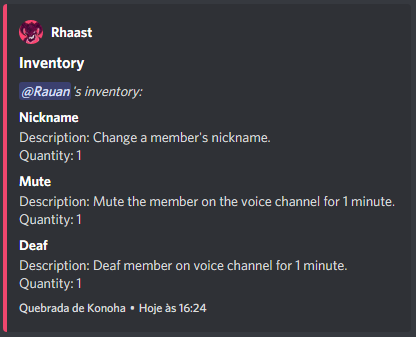 Rhaast
Inventory
@Rauan's inventory:
Nickname
Description: Change a member's nickname.
Quantity: 1
Mute
Description: Mute the member on the voice channel for 1 minute.
Quantity: 1
Deaf
Description: Deaf member on voice channel for 1 minute.
Quantity: 1
Quebrada de Konoha • Hoje às 16:24